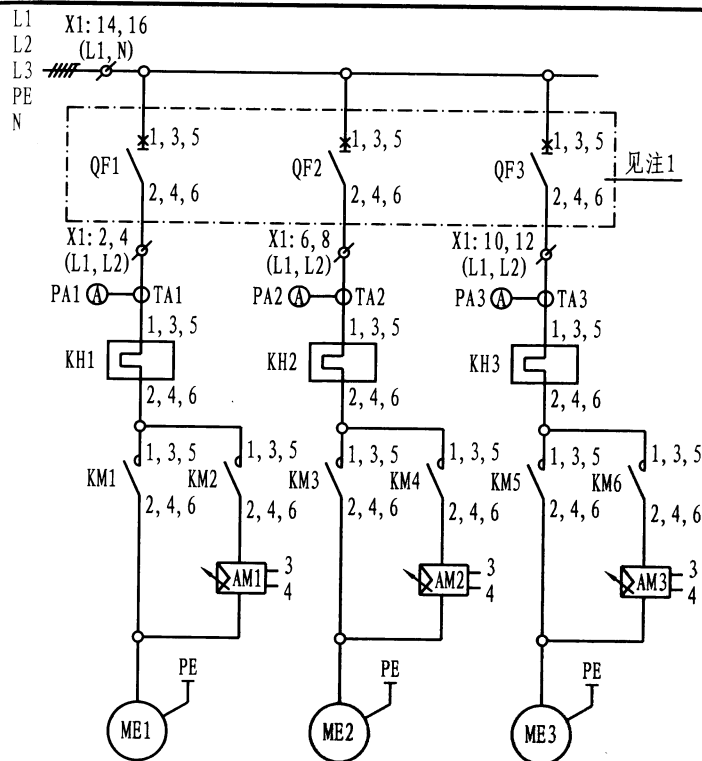 L1
L2
L3
PE
N
X1: 14, 16
(L1, N)
1, 3, 5
QF1
2, 4, 6
1, 3, 5
QF2
2, 4, 6
1, 3, 5
QF3
2, 4, 6
见注1
X1: 2, 4
(L1, L2)
X1: 6, 8
(L1, L2)
X1: 10, 12
(L1, L2)
PA1 A TA1
PA2 A TA2
PA3 A TA3
1, 3, 5
KH1
2, 4, 6
1, 3, 5
KH2
2, 4, 6
1, 3, 5
KH3
2, 4, 6
1, 3, 5
KM1
2, 4, 6
1, 3, 5
KM2
2, 4, 6
1, 3, 5
KM3
2, 4, 6
1, 3, 5
KM4
2, 4, 6
1, 3, 5
KM5
2, 4, 6
1, 3, 5
KM6
2, 4, 6
AM1
3
4
AM2
3
4
AM3
3
4
PE
PE
PE
ME1
ME2
ME3